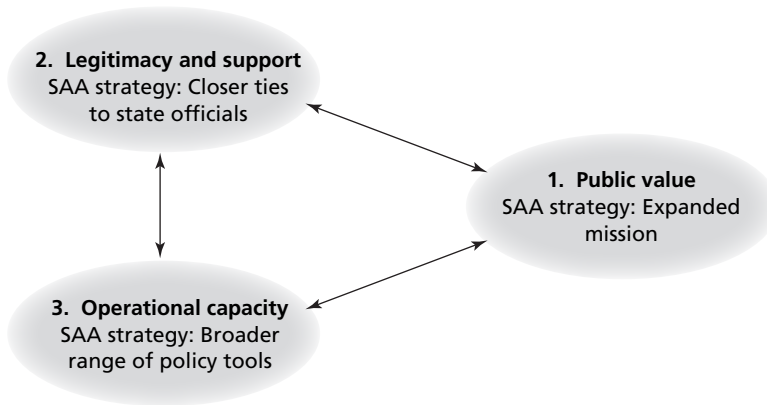 2. Legitimacy and support
SAA strategy: Closer ties
to state officials
1. Public value
SAA strategy: Expanded
mission
3. Operational capacity
SAA strategy: Broader
range of policy tools